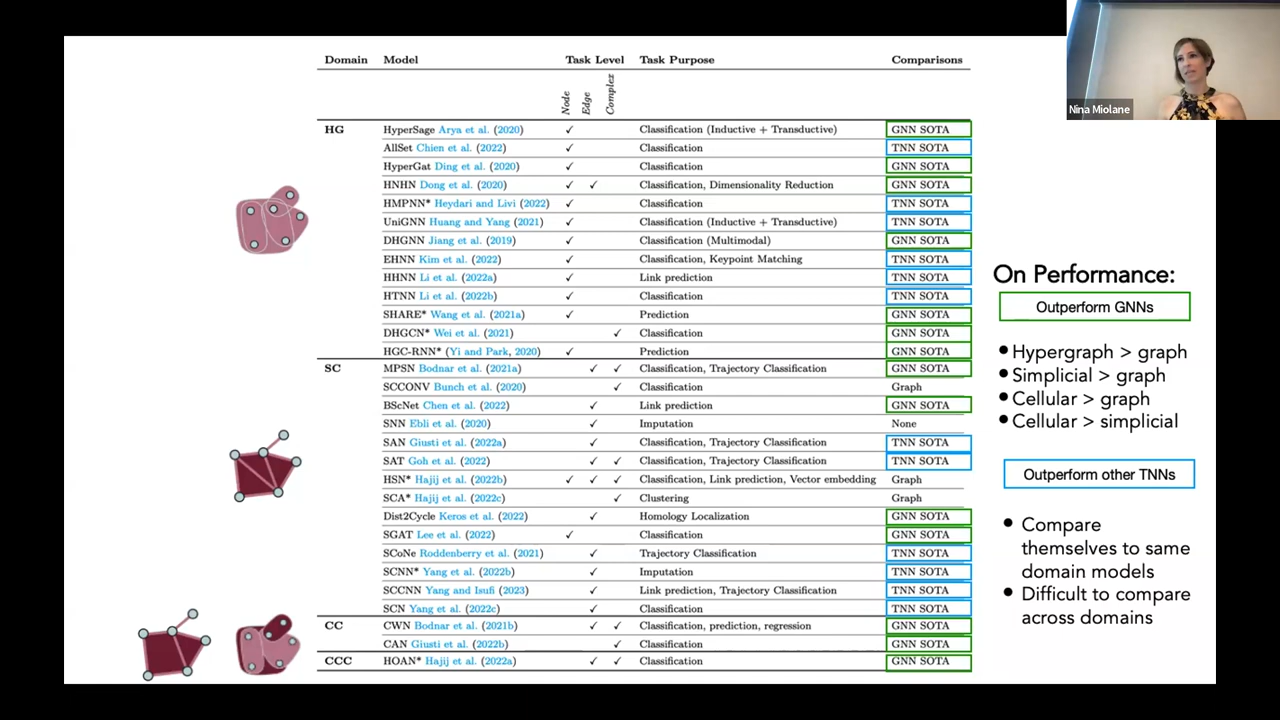 Nina Miolane
Domain Model Task Level Task Purpose Comparisons
Node Edge Complex
HG HyperSage Arya et al. (2020) ✓ Classification (Inductive + Transductive) GNN SOTA
AllSet Chien et al. (2022) ✓ Classification TNN SOTA
HyperGat Ding et al. (2020) ✓ Classification GNN SOTA
HNHN Dong et al. (2020) ✓ ✓ Classification, Dimensionality Reduction GNN SOTA
HMPNN* Heydari and Livi (2022) ✓ Classification TNN SOTA
UniGNN Huang and Yang (2021) ✓ Classification (Inductive + Transductive) TNN SOTA
DHGNN Jiang et al. (2019) ✓ Classification (Multimodal) GNN SOTA
EHNN Kim et al. (2022) ✓ Classification, Keypoint Matching TNN SOTA
HHNN Li et al. (2022a) ✓ Link prediction TNN SOTA
HTNN Li et al. (2022b) ✓ Classification TNN SOTA
SHARE* Wang et al. (2021a) ✓ Prediction GNN SOTA
DHGCN* Wei et al. (2021) ✓ Classification GNN SOTA
HGC-RNN* (Yi and Park, 2020) ✓ Prediction GNN SOTA
SC MPSN Bodnar et al. (2021a) ✓ ✓ Classification, Trajectory Classification GNN SOTA
SCCONV Bunch et al. (2020) ✓ Classification Graph
BScNet Chen et al. (2022) ✓ Link prediction GNN SOTA
SNN Ebli et al. (2020) ✓ Imputation None
SAN Giusti et al. (2022a) ✓ Classification, Trajectory Classification TNN SOTA
SAT Goh et al. (2022) ✓ ✓ Classification, Trajectory Classification TNN SOTA
HSN* Hajij et al. (2022b) ✓ ✓ ✓ Classification, Link prediction, Vector embedding Graph
SCA* Hajij et al. (2022c) ✓ Clustering Graph
Dist2Cycle Keros et al. (2022) ✓ Homology Localization GNN SOTA
SGAT Lee et al. (2022) ✓ Classification GNN SOTA
SCoNe Roddenberry et al. (2021) ✓ Trajectory Classification TNN SOTA
SCNN* Yang et al. (2022b) ✓ Imputation TNN SOTA
SCCNN Yang and Isufi (2023) ✓ Link prediction, Trajectory Classification TNN SOTA
SCN Yang et al. (2022c) ✓ Classification TNN SOTA
CC CWN Bodnar et al. (2021b) ✓ ✓ Classification, prediction, regression GNN SOTA
CAN Giusti et al. (2022b) ✓ Classification GNN SOTA
CCC HOAN* Hajij et al. (2022a) ✓ ✓ Classification GNN SOTA
On Performance:
Outperform GNNs
• Hypergraph > graph
• Simplicial > graph
• Cellular > graph
• Cellular > simplicial
Outperform other TNNs
• Compare
themselves to same
domain models
• Difficult to compare
across domains